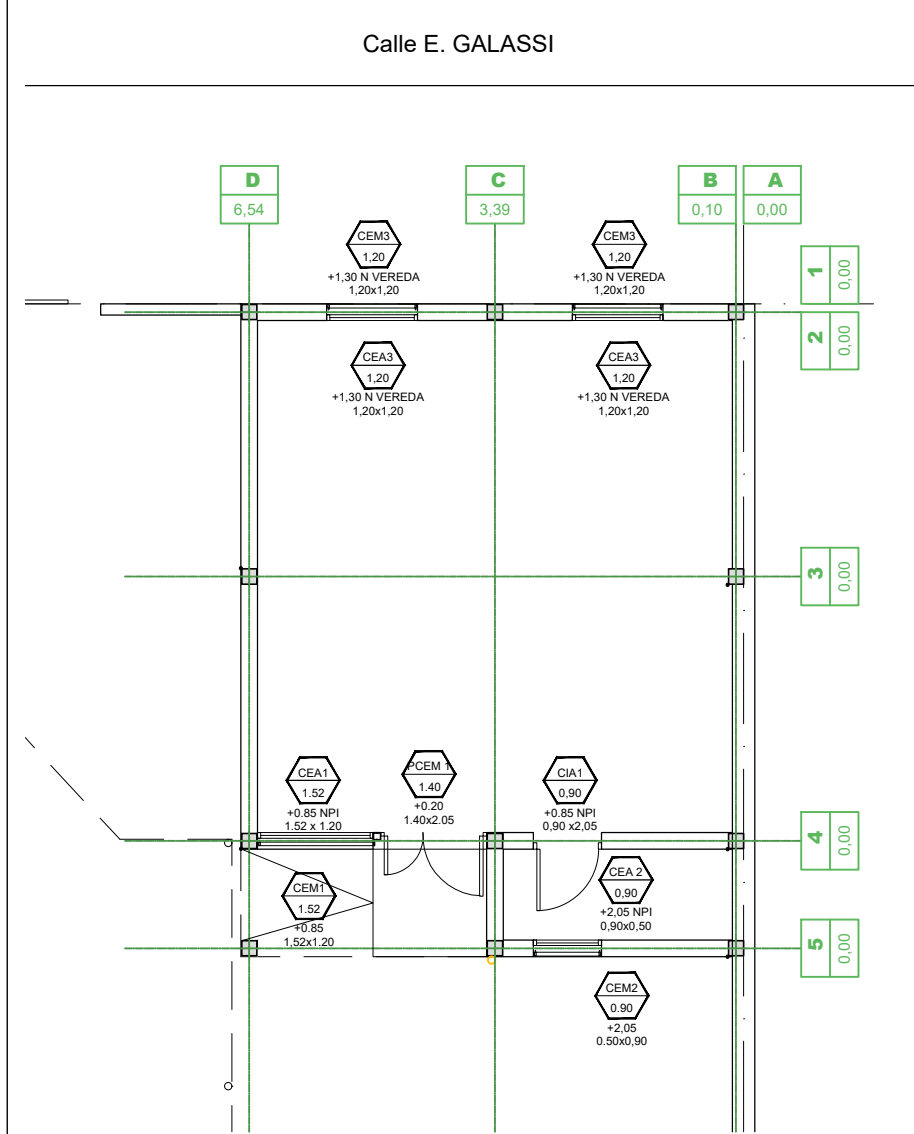 Calle E. GALASSI
D
6,54
C
3,39
B
0,10
A
0,00
CEM3
1,20
+1,30 N VEREDA
1,20x1,20
CEM3
1,20
+1,30 N VEREDA
1,20x1,20
1
0,00
2
0,00
CEA3
1,20
+1,30 N VEREDA
1,20x1,20
CEA3
1,20
+1,30 N VEREDA
1,20x1,20
3
0,00
CEA1
1.52
+0.85 NPI
1.52 x 1.20
PCEM 1
1.40
+0.20
1.40x2.05
CIA1
0,90
+0.85 NPI
0,90 x2,05
4
0,00
CEM1
1.52
+0.85
1,52x1.20
CEA 2
0,90
+2,05 NPI
0,90x0,50
5
0,00
CEM2
0.90
+2,05
0.50x0,90